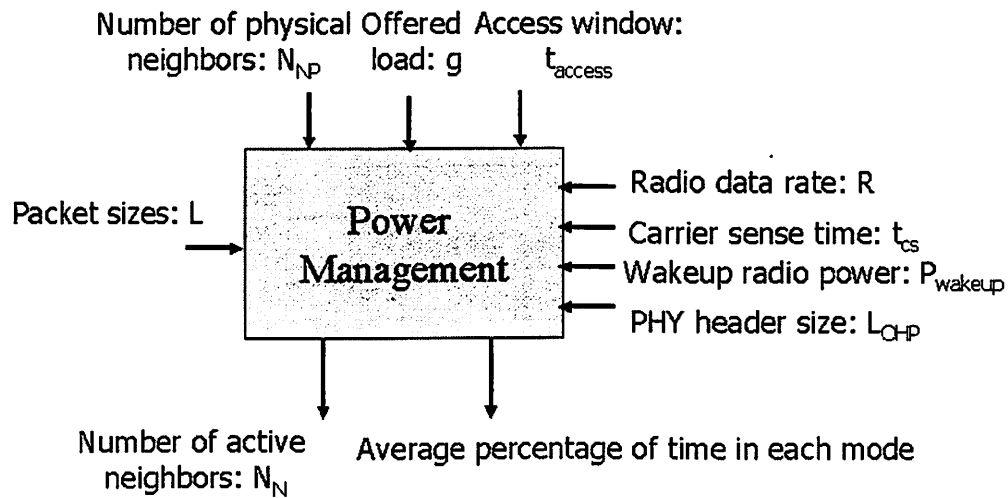 Number of physical Offered Access window:
neighbors: N_NP load: g t_access
Radio data rate: R
Packet sizes: L
Power
Management
Carrier sense time: t_cs
Wakeup radio power: P_wakeup
PHY header size: L_OHP
Number of active
neighbors: N_N
Average percentage of time in each mode